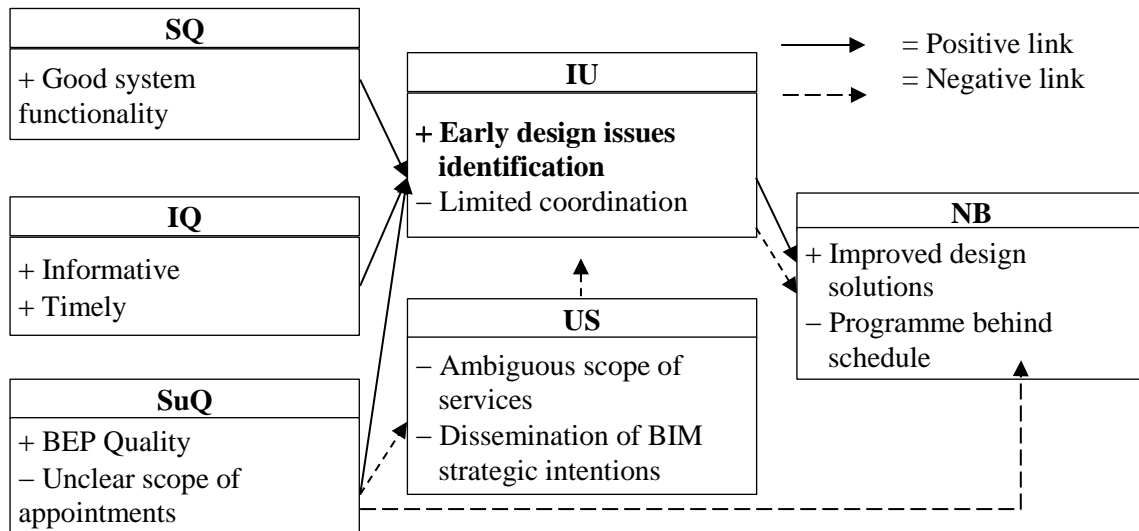 SQ
+ Good system
functionality
IQ
+ Informative
+ Timely
SuQ
+ BEP Quality
− Unclear scope of
appointments
IU
+ Early design issues
identification
− Limited coordination
US
− Ambiguous scope of
services
− Dissemination of BIM
strategic intentions
= Positive link
= Negative link
NB
+ Improved design
solutions
− Programme behind
schedule